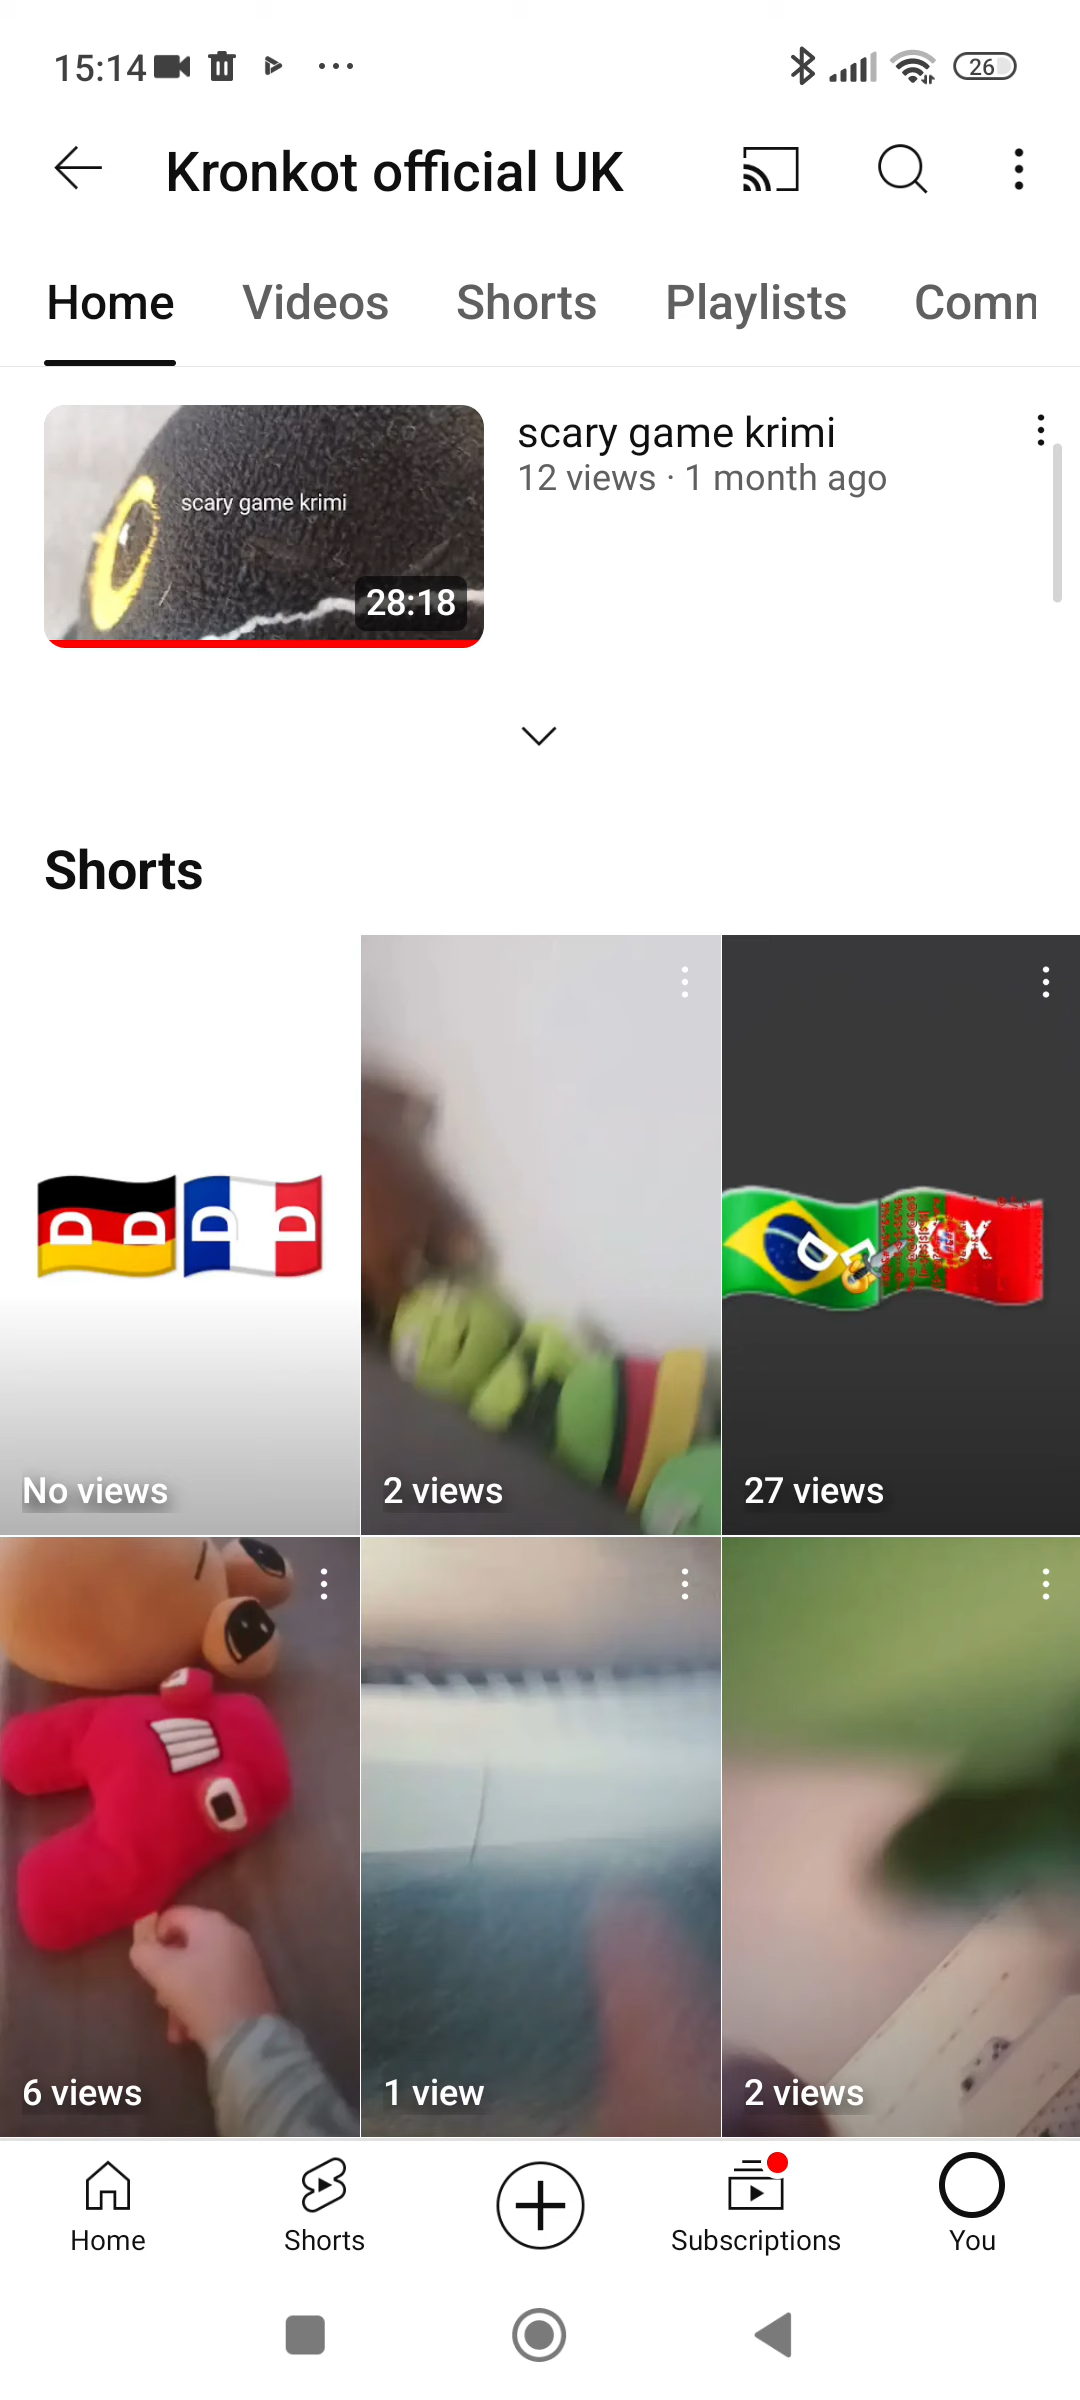 15:14
26
Kronkot official UK
Home Videos Shorts Playlists Comn
scary game krimi
12 views · 1 month ago
scary game krimi
28:18
Shorts
D D D D
D
X
No views
2 views
27 views
6 views
1 view
2 views
Home
Shorts
Subscriptions
You